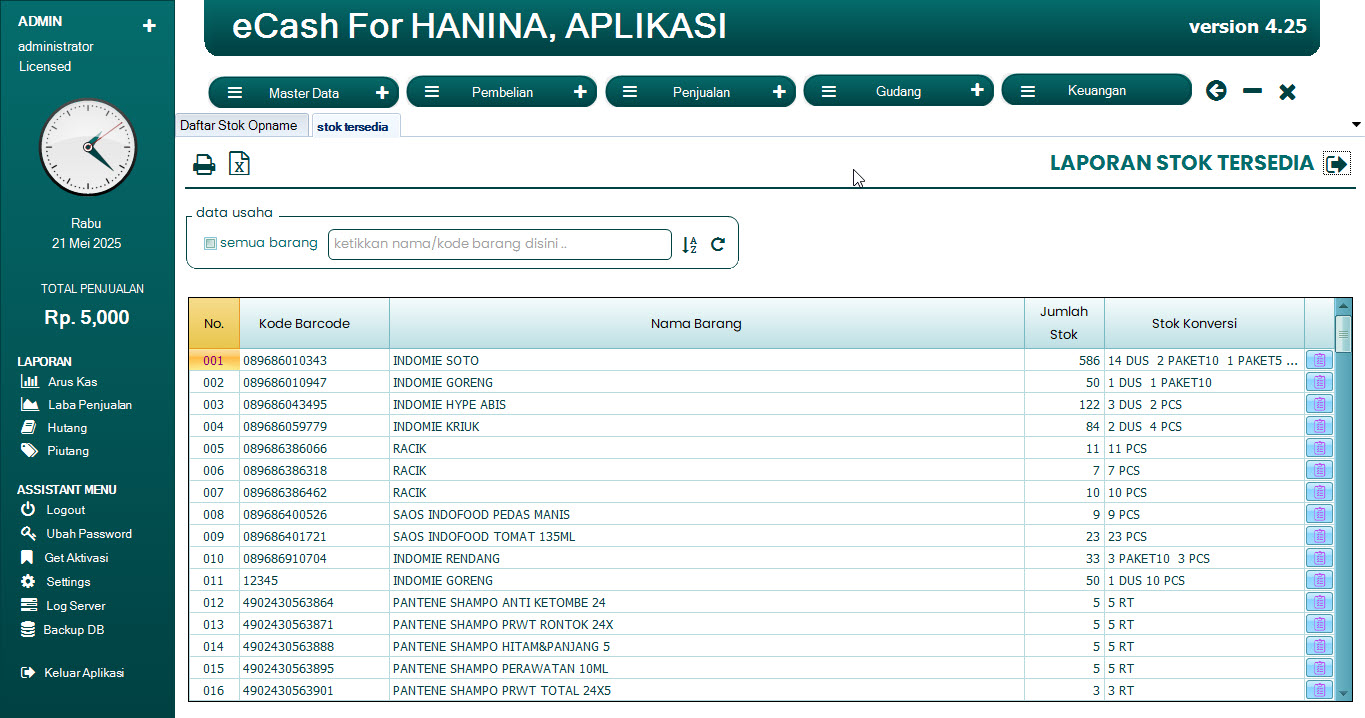 ADMIN
administrator
Licensed
Rabu
21 Mei 2025
TOTAL PENJUALAN
Rp. 5,000
LAPORAN
Arus Kas
Laba Penjualan
Hutang
Piutang
ASSISTANT MENU
Logout
Ubah Password
Get Aktivasi
Settings
Log Server
Backup DB
Keluar Aplikasi
eCash For HANINA, APLIKASI
version 4.25
Master Data
Pembelian
Penjualan
Gudang
Keuangan
Daftar Stok Opname
stok tersedia
LAPORAN STOK TERSEDIA
data usaha
semua barang
ketikkan nama/kode barang disini ..
No. Kode Barcode Nama Barang Jumlah Stok Stok Konversi
001 089686010343 INDOMIE SOTO 586 14 DUS 2 PAKET10 1 PAKET5 ...
002 089686010947 INDOMIE GORENG 50 1 DUS 1 PAKET10
003 089686043495 INDOMIE HYPE ABIS 122 3 DUS 2 PCS
004 089686059779 INDOMIE KRIUK 84 2 DUS 4 PCS
005 089686386066 RACIK 11 11 PCS
006 089686386318 RACIK 7 7 PCS
007 089686386462 RACIK 10 10 PCS
008 089686400526 SAOS INDOFOOD PEDAS MANIS 9 9 PCS
009 089686401721 SAOS INDOFOOD TOMAT 135ML 23 23 PCS
010 089686910704 INDOMIE RENDANG 33 3 PAKET10 3 PCS
011 12345 INDOMIE GORENG 50 1 DUS 10 PCS
012 4902430563864 PANTENE SHAMPO ANTI KETOMBE 24 5 5 RT
013 4902430563871 PANTENE SHAMPO PRWT RONTOK 24X 5 5 RT
014 4902430563888 PANTENE SHAMPO HITAM&PANJANG 5 5 5 RT
015 4902430563895 PANTENE SHAMPO PERAWATAN 10ML 5 5 RT
016 4902430563901 PANTENE SHAMPO PRWT TOTAL 24X5 3 3 RT